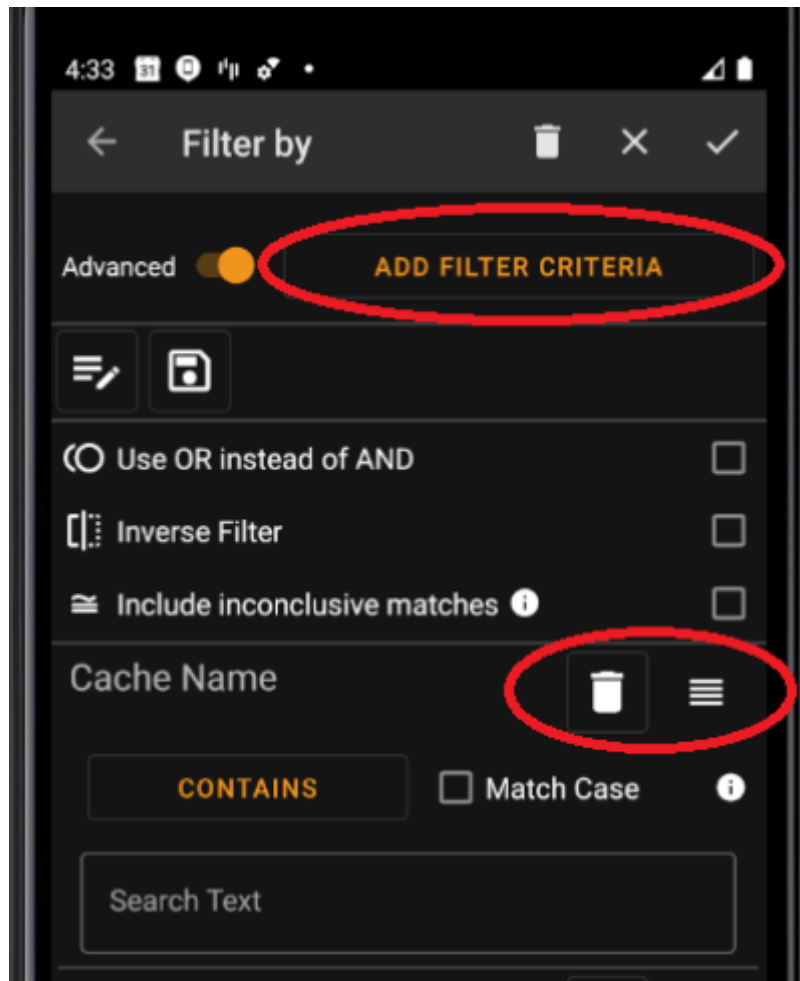 4:33 31
Filter by
Advanced ADD FILTER CRITERIA
Use OR instead of AND
Inverse Filter
Include inconclusive matches i
Cache Name
CONTAINS Match Case i
Search Text